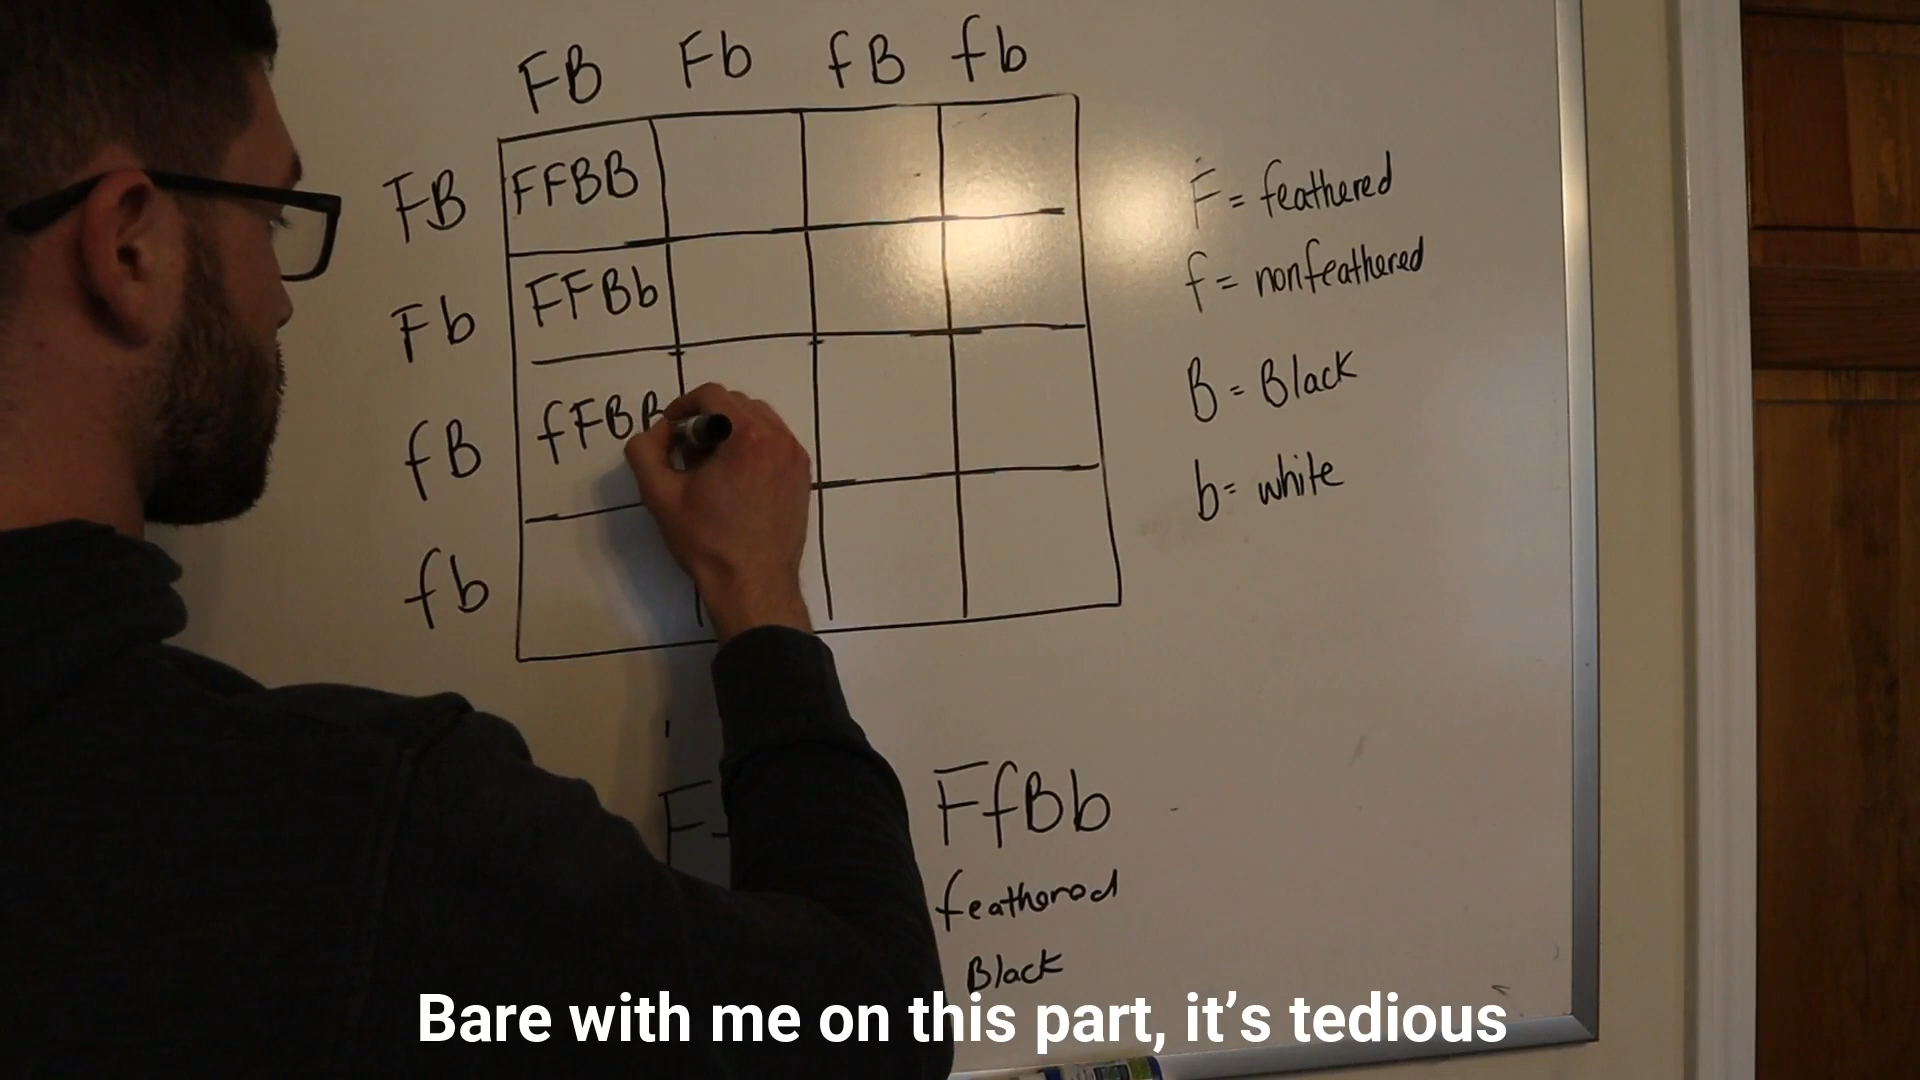 FB Fb fB fb
FB FFBB
Fb FFBb
fB fFBB
fb
F = feathered
f = nonfeathered
B = Black
b = white
FfBb
feathered
Black
Bare with me on this part, it’s tedious